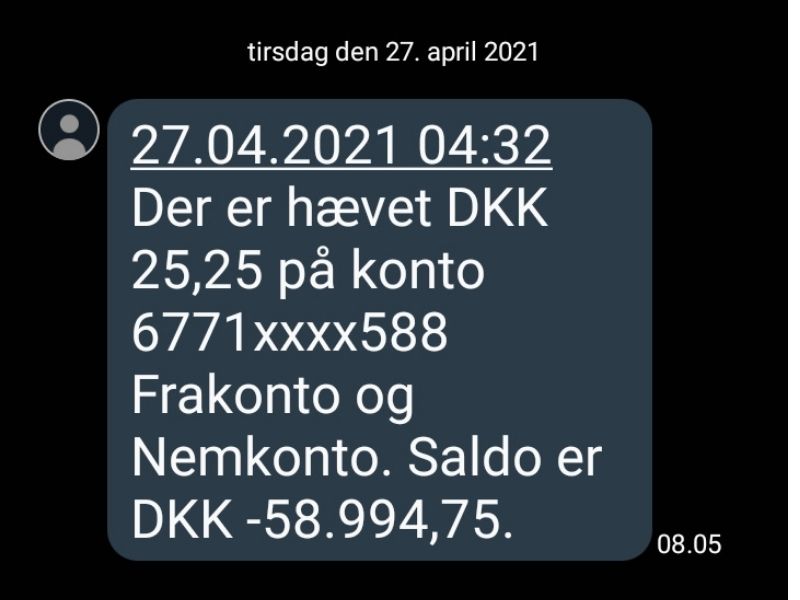 tirsdag den 27. april 2021
27.04.2021 04:32
Der er hævet DKK
25,25 på konto
6771xxxx588
Frakonto og
Nemkonto. Saldo er
DKK -58.994,75.
08.05